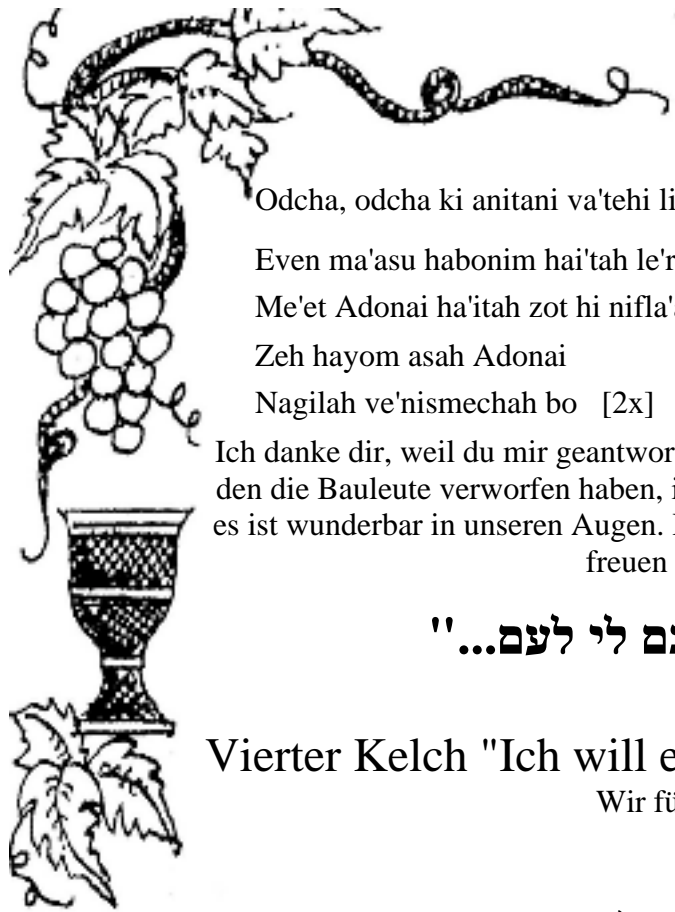 Odcha, odcha ki anitani va'tehi li
Even ma'asu habonim hai'tah le'r
Me'et Adonai ha'itah zot hi nifla'
Zeh hayom asah Adonai
Nagilah ve'nismechah bo [2x]
Ich danke dir, weil du mir geantwor
den die Bauleute verworfen haben, i
es ist wunderbar in unseren Augen.
freuen
לי לעם..."
Vierter Kelch "Ich will e
Wir fü